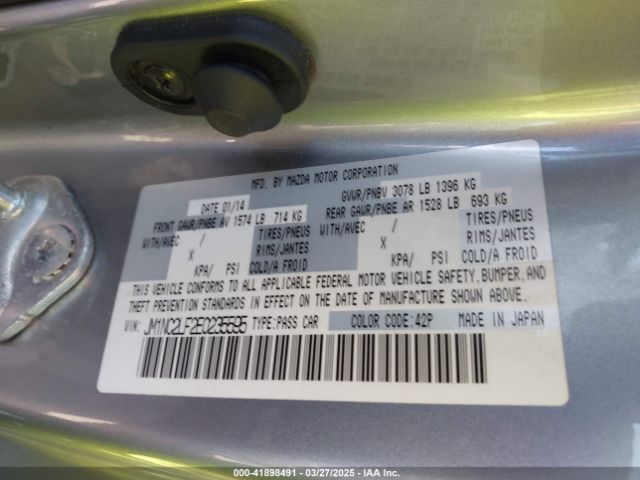 MFD. BY MAZDA MOTOR CORPORATION
DATE 01/14 GVWR/PNBV 3078 LB 1396 KG
FRONT GAWR/PNBE AV 1574 LB 714 KG REAR GAWR/PNBE AR 1528 LB 693 KG
WITH/AVEC / TIRES/PNEUS WITH/AVEC / TIRES/PNEUS
X RIMS/JANTES X RIMS/JANTES
KPA/ PSI COLD/A FROID KPA/ PSI COLD/A FROID
THIS VEHICLE CONFORMS TO ALL APPLICABLE FEDERAL MOTOR VEHICLE SAFETY, BUMPER, AND
THEFT PREVENTION STANDARDS IN EFFECT ON THE DATE OF MANUFACTURE SHOWN ABOVE.
VIN: JM1NC2LF2E0235595 TYPE: PASS CAR COLOR CODE: 42P MADE IN JAPAN
000-41898491 - 03/27/2025 - IAA Inc.